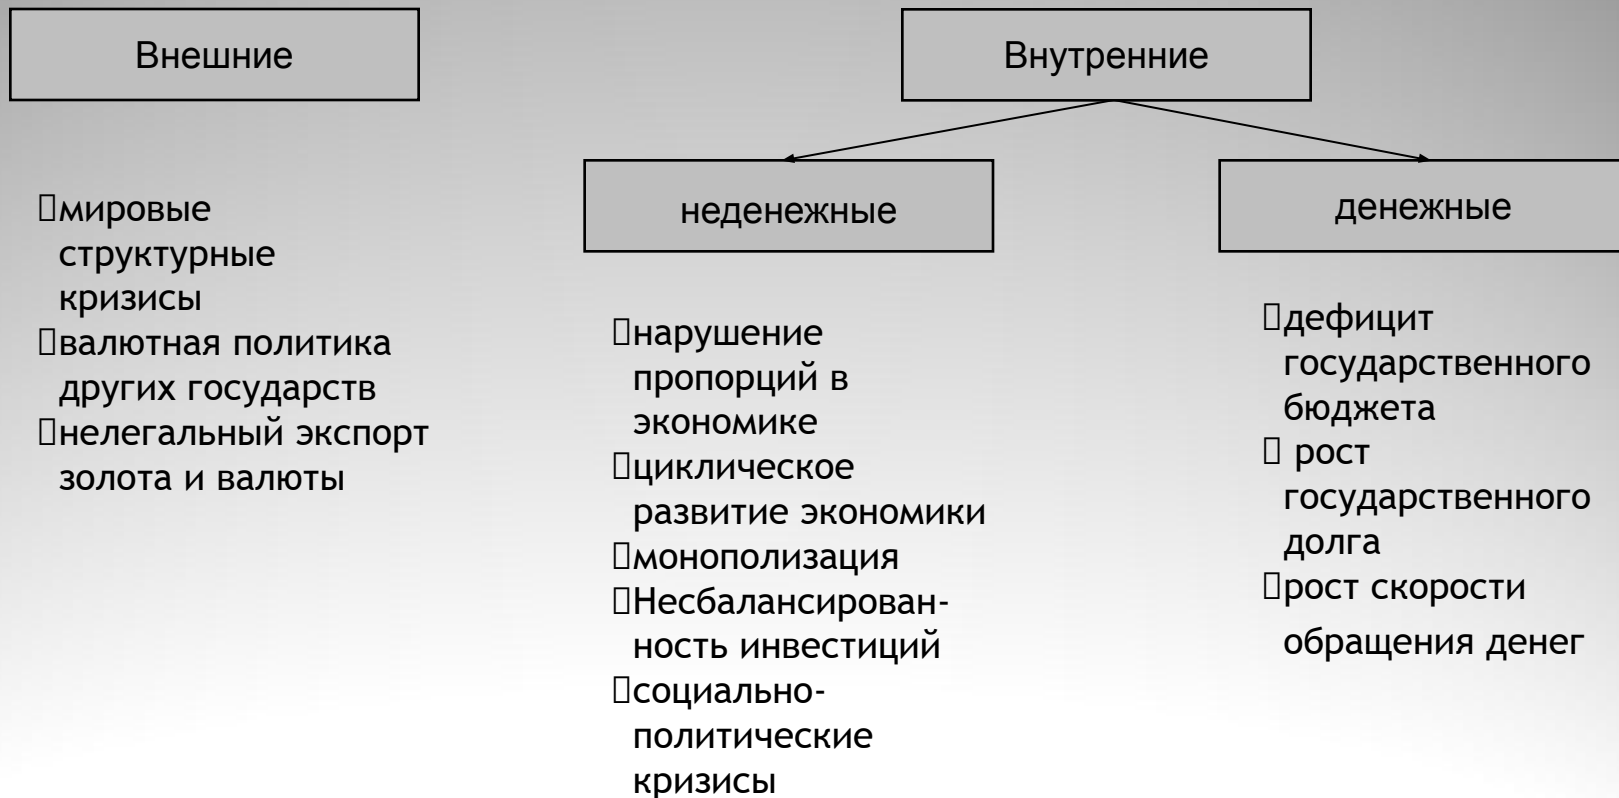 Внешние
мировые
структурные
кризисы
валютная политика
других государств
нелегальный экспорт
золота и валюты
Внутренние
неденежные
нарушение
пропорций в
экономике
циклическое
развитие экономики
монополизация
Несбалансирован-
ность инвестиций
социально-
политические
кризисы
денежные
дефицит
государственного
бюджета
рост
государственного
долга
рост скорости
обращения денег